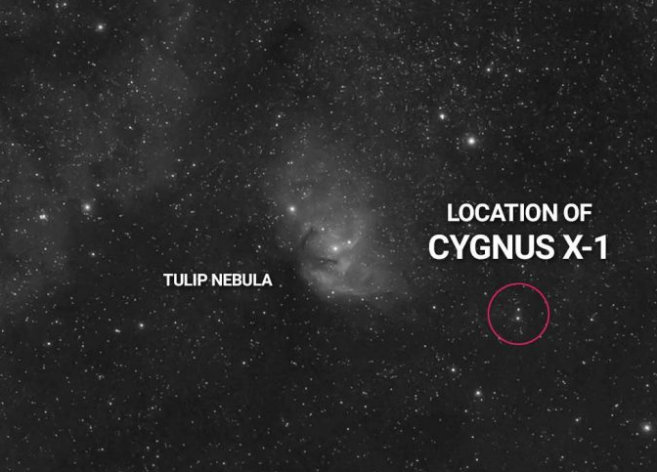 LOCATION OF
CYGNUS X-1
TULIP NEBULA